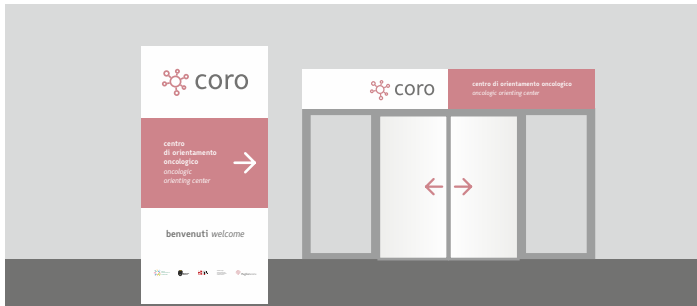 coro
centro
di orientamento
oncologico
oncologic
orienting center
benvenuti welcome
coro
centro di orientamento oncologico
oncologic orienting center